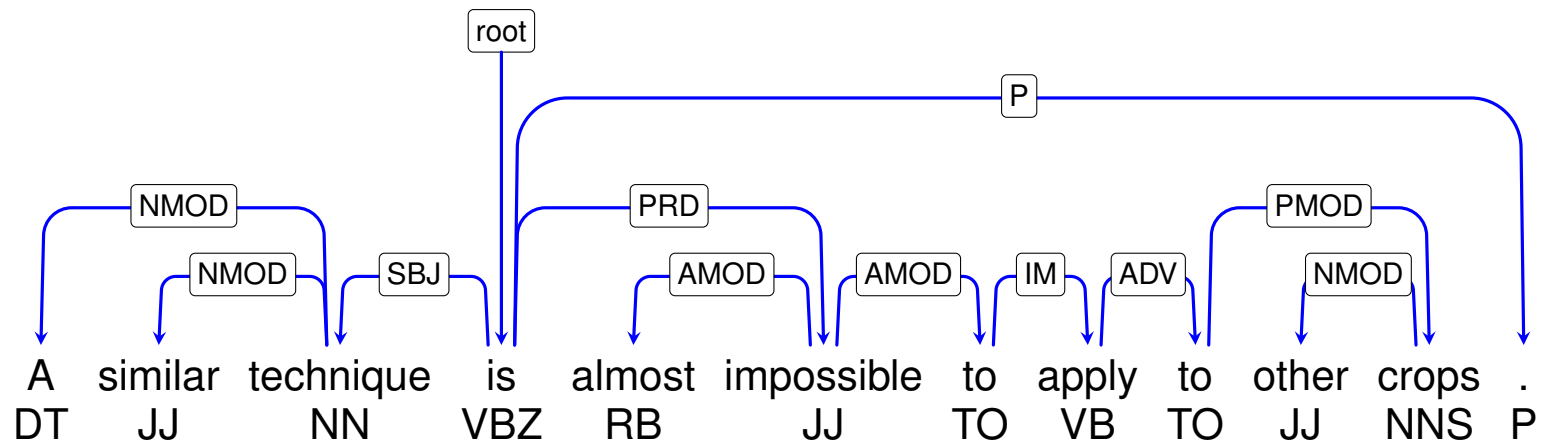 root
P
NMOD PRD PMOD
NMOD SBJ AMOD AMOD IM ADV NMOD
A similar technique is almost impossible to apply to other crops .
DT JJ NN VBZ RB JJ TO VB TO JJ NNS P